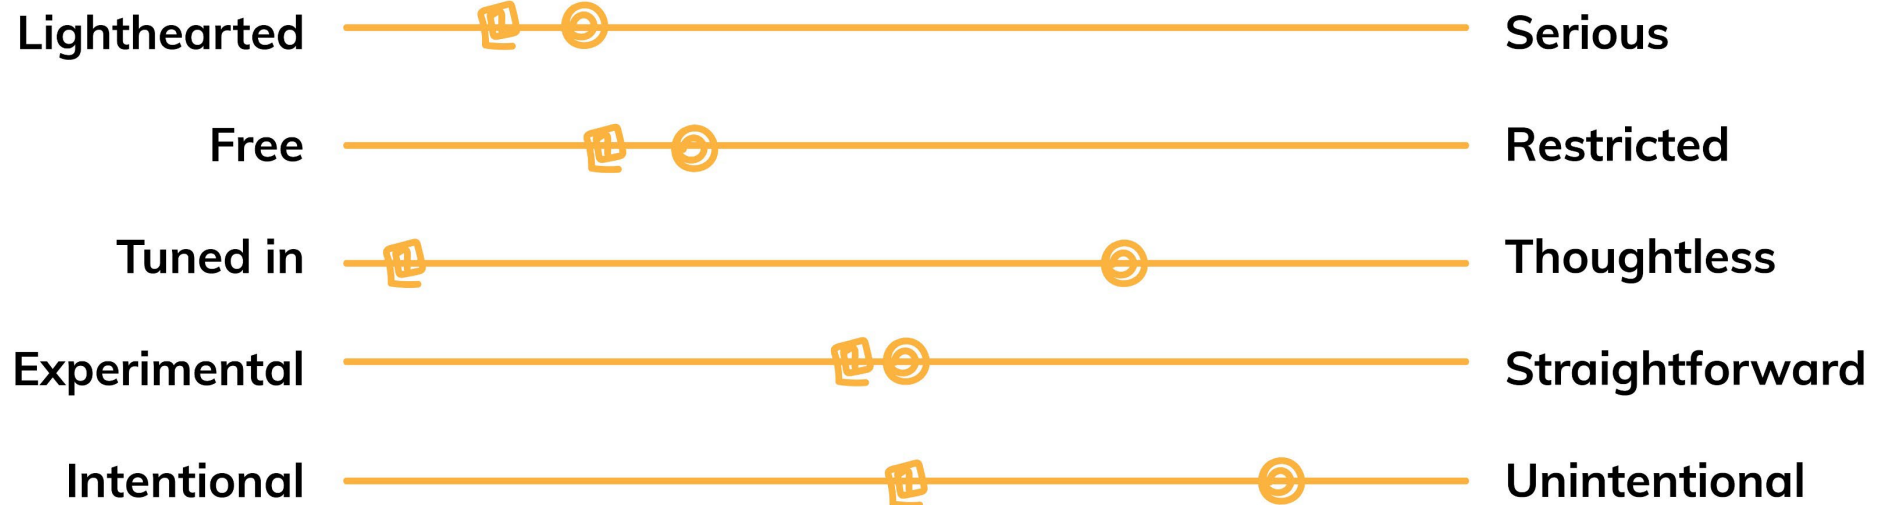 Lighthearted Serious
Free Restricted
Tuned in Thoughtless
Experimental Straightforward
Intentional Unintentional